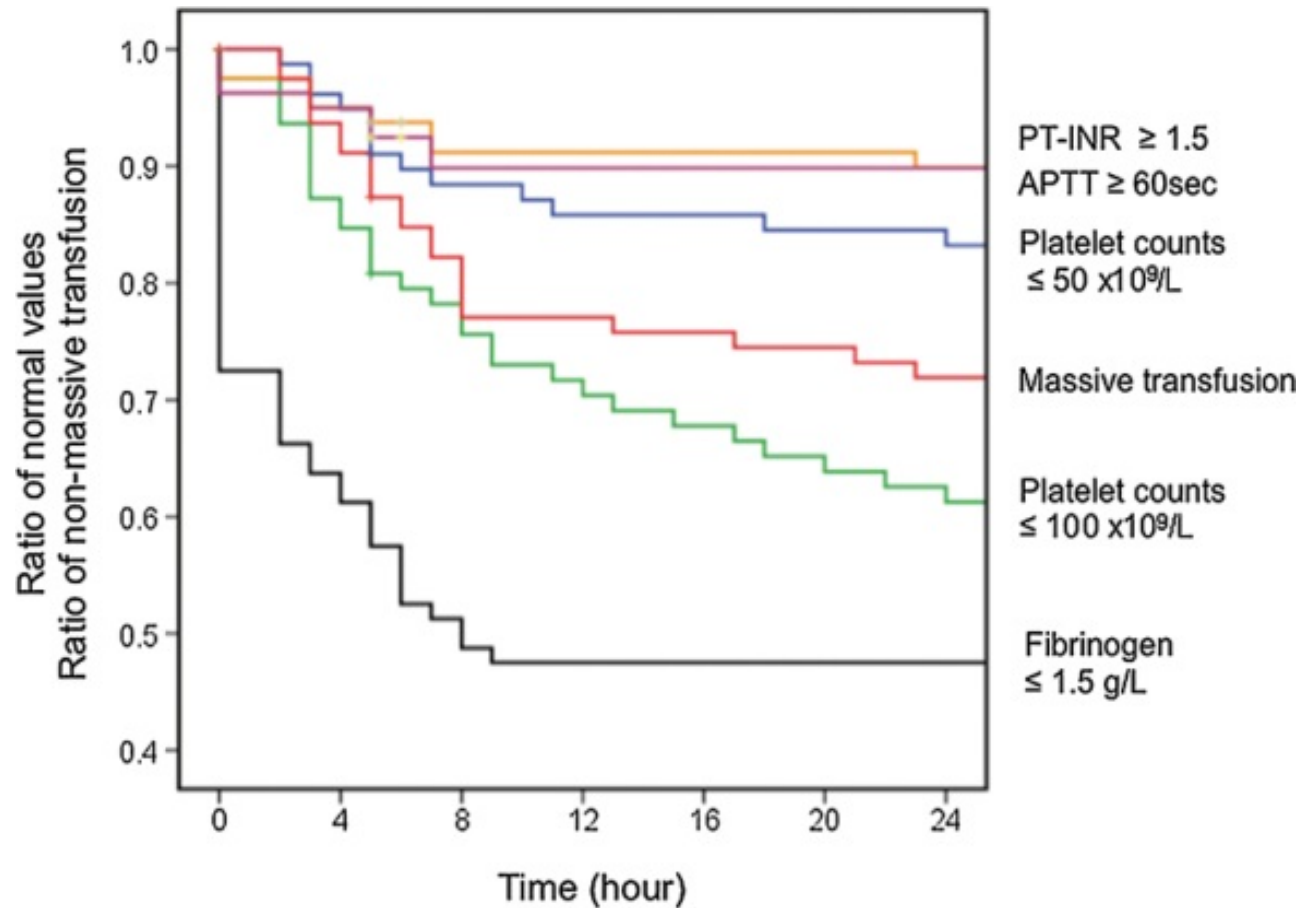 Ratio of normal values
Ratio of non-massive transfusion
1.0
0.9
0.8
0.7
0.6
0.5
0.4
0 4 8 12 16 20 24
Time (hour)
PT-INR ≥ 1.5
APTT ≥ 60sec
Platelet counts
≤ 50 x10⁹/L
Massive transfusion
Platelet counts
≤ 100 x10⁹/L
Fibrinogen
≤ 1.5 g/L